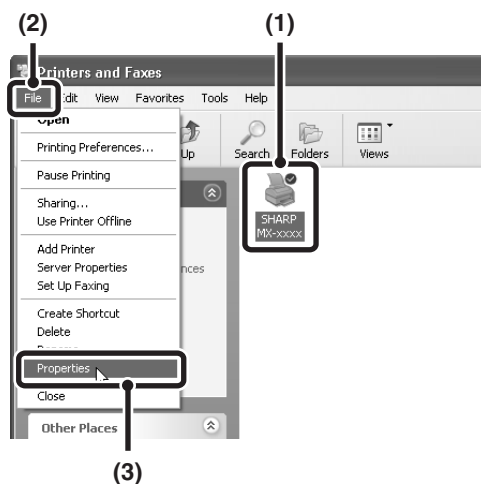 (2)
(1)
Printers and Faxes
File Edit View Favorites Tools Help
Up Search Folders Views
Open
Printing Preferences...
Pause Printing
Sharing...
Use Printer Offline
Add Printer
Server Properties
Set Up Faxing
Create Shortcut
Delete
Rename
Properties
Close
nces
SHARP
MX-xxxx
Other Places
(3)